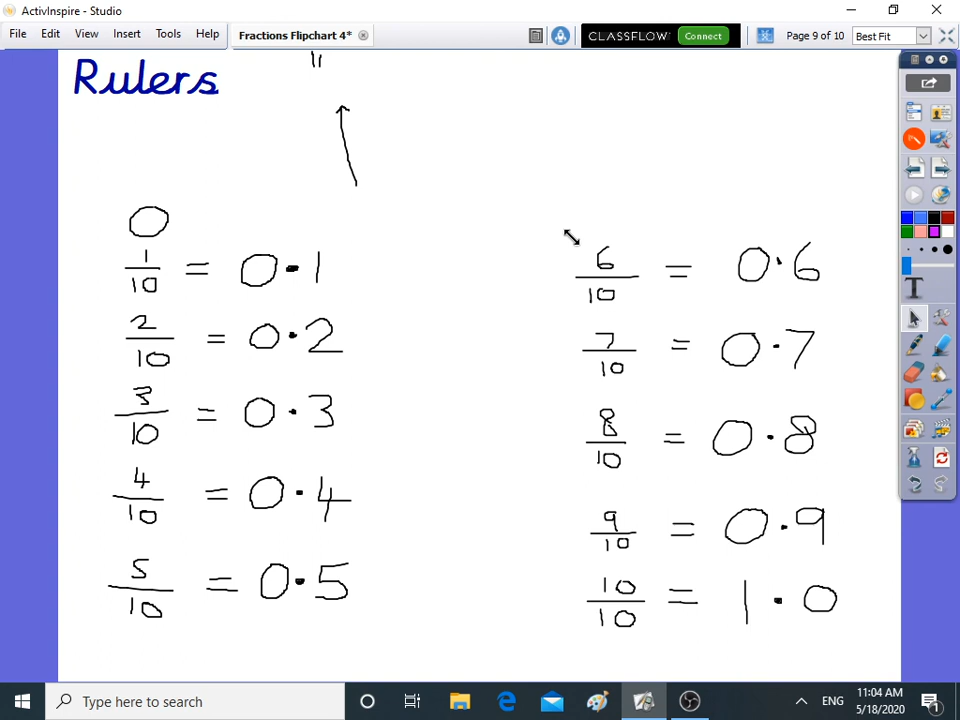 ActivInspire - Studio
File Edit View Insert Tools Help Fractions Flipchart 4* CLASSFLOW Connect Page 9 of 10 Best Fit
Rulers
0
1/10 = 0·1
2/10 = 0·2
3/10 = 0·3
4/10 = 0·4
5/10 = 0·5
6/10 = 0·6
7/10 = 0·7
8/10 = 0·8
9/10 = 0·9
10/10 = 1·0
T
Type here to search
ENG
11:04 AM
5/18/2020
1